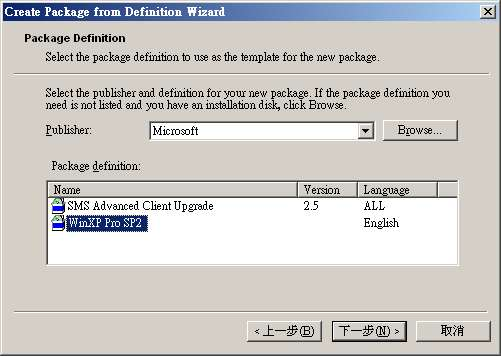 Create Package from Definition Wizard
Package Definition
Select the package definition to use as the template for the new package.
Select the publisher and definition for your new package. If the package definition you
need is not listed and you have an installation disk, click Browse.
Publisher: Microsoft Browse...
Package definition:
Name Version Language
SMS Advanced Client Upgrade 2.5 ALL
WinXP Pro SP2 English
< 上一步(B) 下一步(N) > 取消